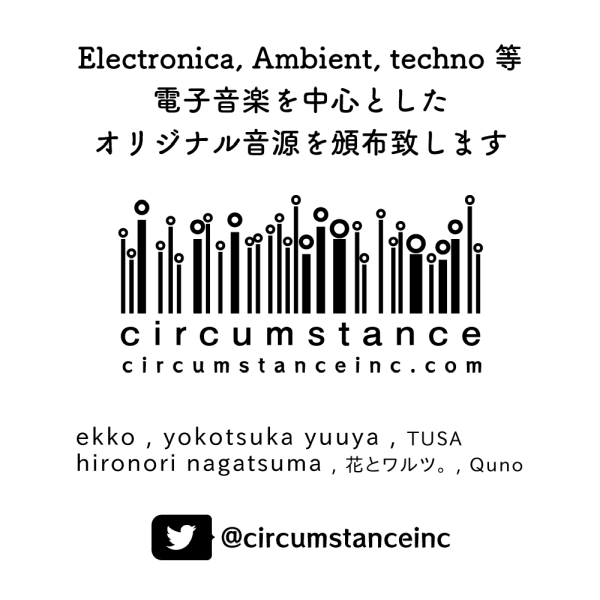 Electronica, Ambient, techno 等
電子音楽を中心とした
オリジナル音源を頒布致します
circumstance
circumstanceinc.com
ekko , yokotsuka yuuya , TUSA
hironori nagatsuma , 花とワルツ。, Quno
@circumstanceinc